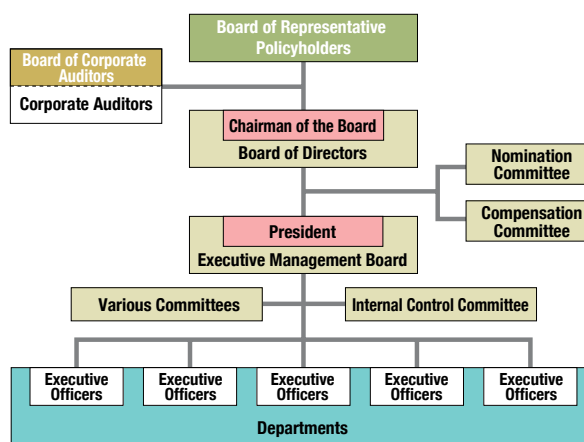 Board of Representative
Policyholders
Board of Corporate
Auditors
Corporate Auditors
Chairman of the Board
Board of Directors
Nomination
Committee
Compensation
Committee
President
Executive Management Board
Various Committees
Internal Control Committee
Executive
Officers
Executive
Officers
Executive
Officers
Executive
Officers
Executive
Officers
Departments